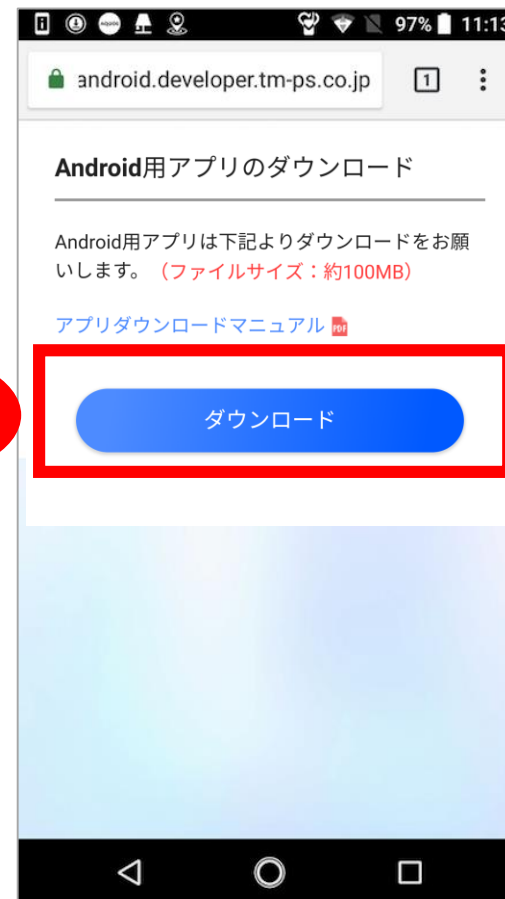 97% 11:13
android.developer.tm-ps.co.jp 1
Android用アプリのダウンロード
Android用アプリは下記よりダウンロードをお願
いします。（ファイルサイズ：約100MB）
アプリダウンロードマニュアル PDF
ダウンロード